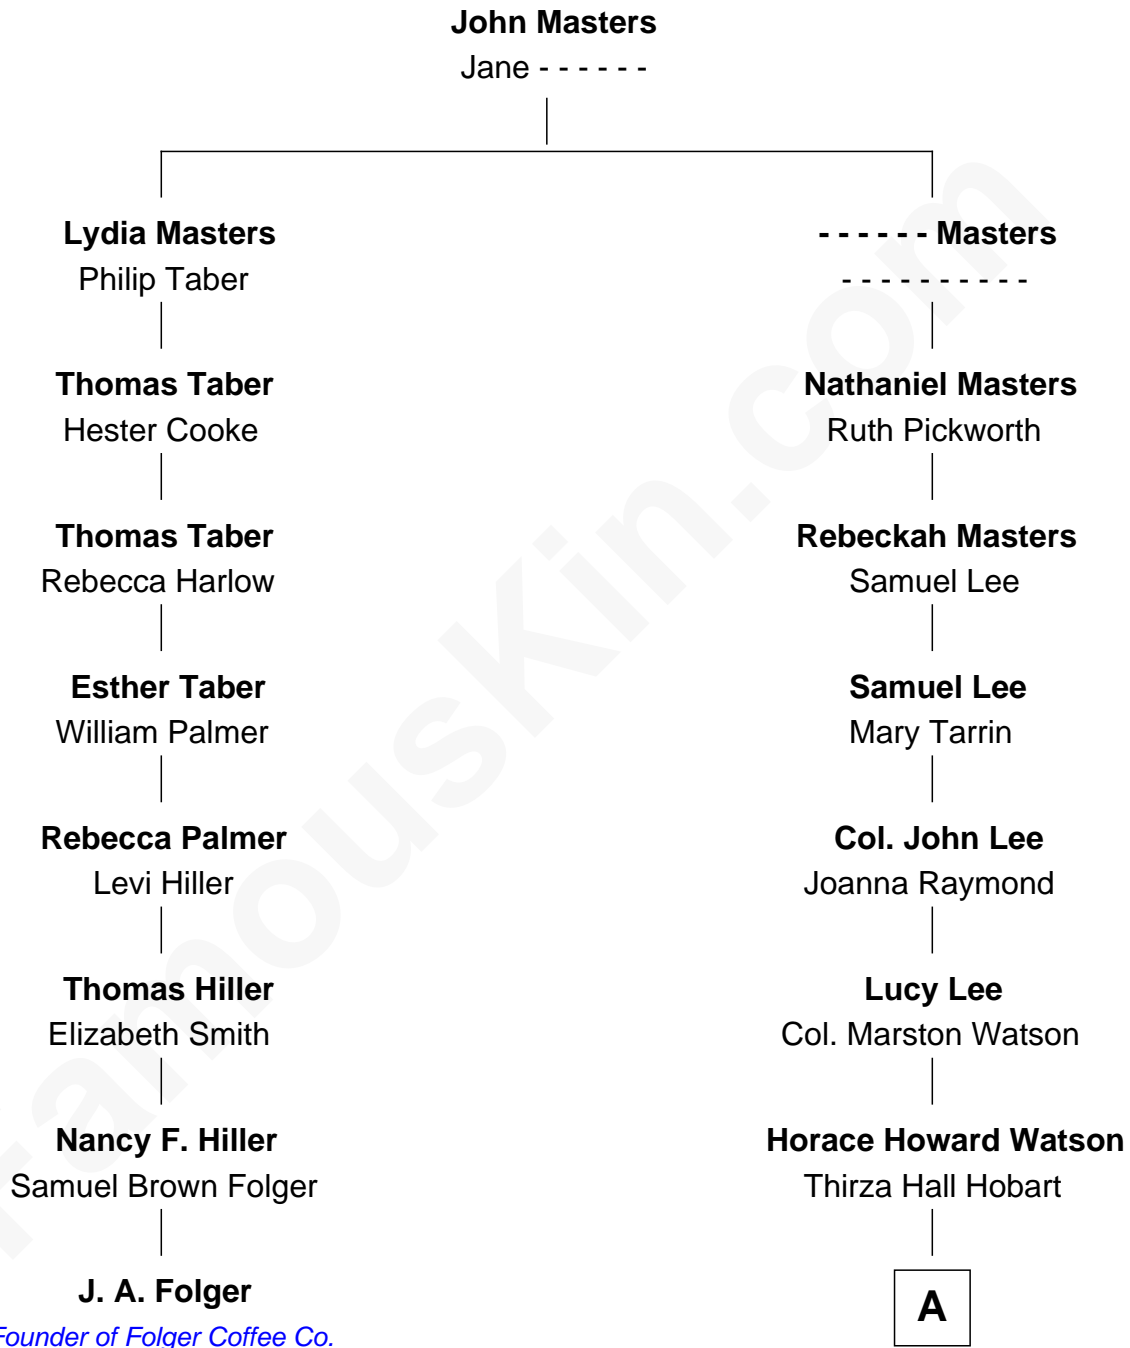 John Masters
Jane - - - - - -
Lydia Masters
Philip Taber
- - - - - - Masters
- - - - - - - - - -
Thomas Taber
Hester Cooke
Nathaniel Masters
Ruth Pickworth
Thomas Taber
Rebecca Harlow
Rebeckah Masters
Samuel Lee
Esther Taber
William Palmer
Samuel Lee
Mary Tarrin
Rebecca Palmer
Levi Hiller
Col. John Lee
Joanna Raymond
Thomas Hiller
Elizabeth Smith
Lucy Lee
Col. Marston Watson
Nancy F. Hiller
Samuel Brown Folger
Horace Howard Watson
Thirza Hall Hobart
J. A. Folger
Founder of Folger Coffee Co.
A
FamousKin.com